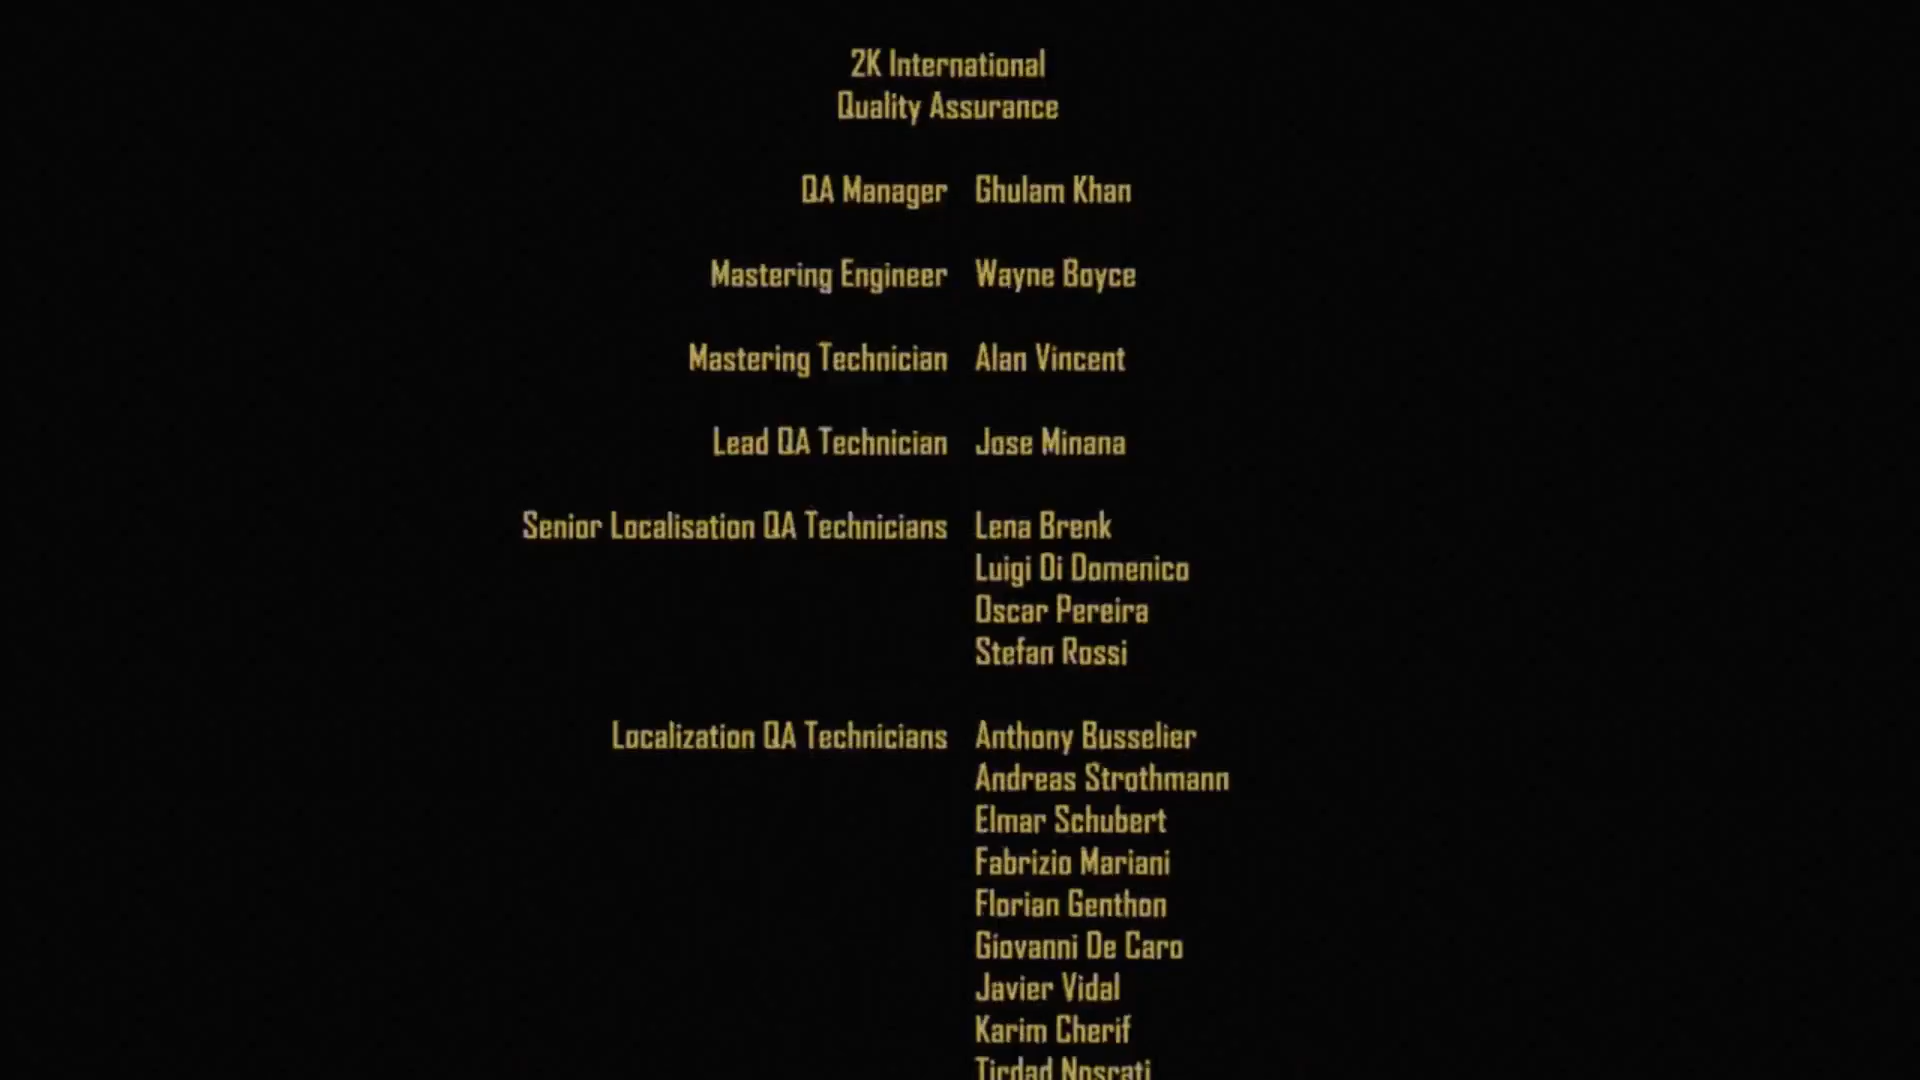 2K International
Quality Assurance
QA Manager Ghulam Khan
Mastering Engineer Wayne Boyce
Mastering Technician Alan Vincent
Lead QA Technician Jose Minana
Senior Localisation QA Technicians Lena Brenk
Luigi Di Domenico
Oscar Pereira
Stefan Rossi
Localization QA Technicians Anthony Busselier
Andreas Strothmann
Elmar Schubert
Fabrizio Mariani
Florian Genthon
Giovanni De Caro
Javier Vidal
Karim Cherif
Tirdad Nosrati